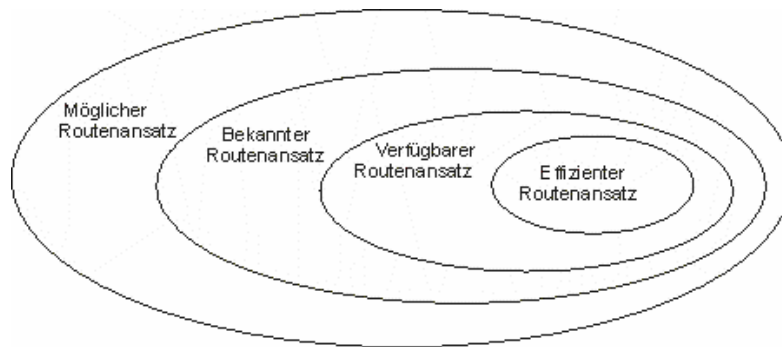 Möglicher
Routenansatz
Bekannter
Routenansatz
Verfügbarer
Routenansatz
Effizienter
Routenansatz